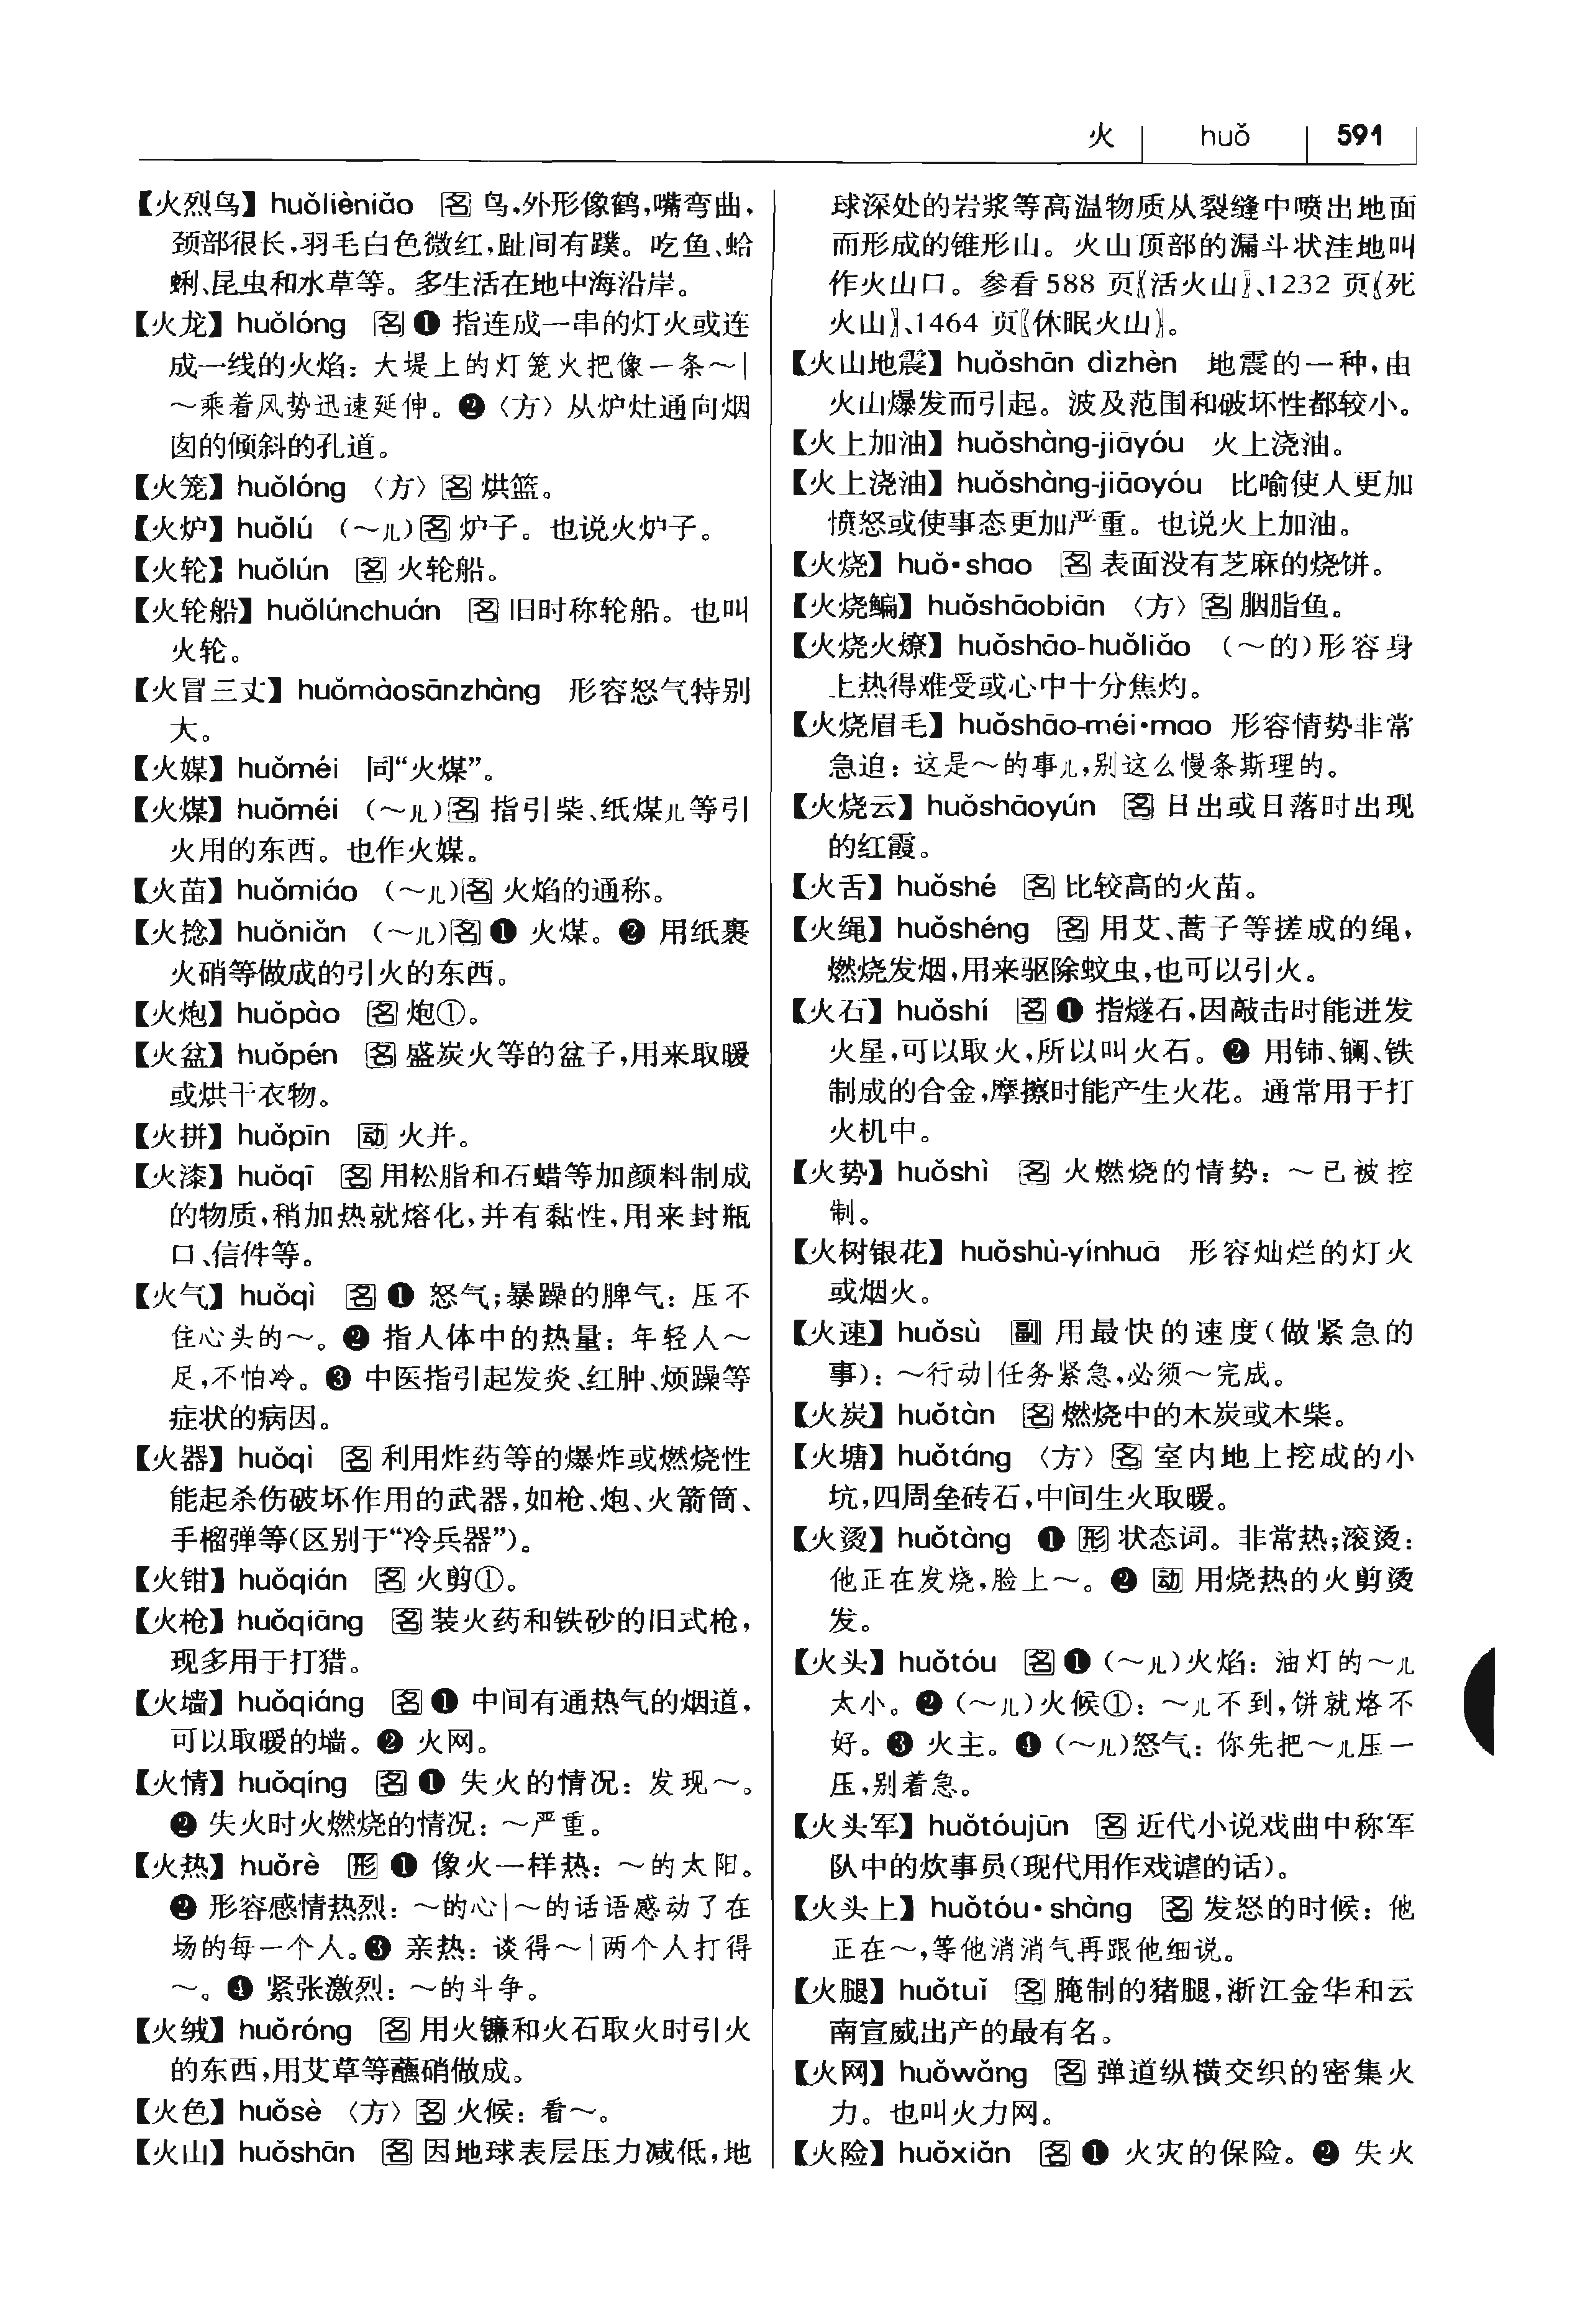 火 huǒ 591
【火烈鸟】huǒlièniǎo 名 鸟,外形像鹤,嘴弯曲,
颈部很长,羽毛白色微红,趾间有蹼。吃鱼、蛤
蜊、昆虫和水草等。多生活在地中海沿岸。
【火龙】huǒlóng 名 ❶ 指连成一串的灯火或连
成一线的火焰:大堤上的灯笼火把像一条～|
～乘着风势迅速延伸。❷〈方〉从炉灶通向烟
囱的倾斜的孔道。
【火笼】huǒlóng 〈方〉名 烘篮。
【火炉】huǒlú (～儿)名 炉子。也说火炉子。
【火轮】huǒlún 名 火轮船。
【火轮船】huǒlúnchuán 名 旧时称轮船。也叫
火轮。
【火冒三丈】huǒmàosānzhàng 形容怒气特别
大。
【火媒】huǒméi 同“火煤”。
【火煤】huǒméi (～儿)名 指引柴、纸煤儿等引
火用的东西。也作火媒。
【火苗】huǒmiáo (～儿)名 火焰的通称。
【火捻】huǒniǎn (～儿)名 ❶ 火煤。❷ 用纸裹
火硝等做成的引火的东西。
【火炮】huǒpào 名 炮①。
【火盆】huǒpén 名 盛炭火等的盆子,用来取暖
或烘干衣物。
【火拼】huǒpīn 动 火并。
【火漆】huǒqī 名 用松脂和石蜡等加颜料制成
的物质,稍加热就熔化,并有黏性,用来封瓶
口、信件等。
【火气】huǒqì 名 ❶ 怒气;暴躁的脾气:压不
住心头的～。❷ 指人体中的热量:年轻人～
足,不怕冷。❸ 中医指引起发炎、红肿、烦躁等
症状的病因。
【火器】huǒqì 名 利用炸药等的爆炸或燃烧性
能起杀伤破坏作用的武器,如枪、炮、火箭筒、
手榴弹等(区别于“冷兵器”)。
【火钳】huǒqián 名 火剪①。
【火枪】huǒqiāng 名 装火药和铁砂的旧式枪,
现多用于打猎。
【火墙】huǒqiáng 名 ❶ 中间有通热气的烟道,
可以取暖的墙。❷ 火网。
【火情】huǒqíng 名 ❶ 失火的情况:发现～。
❷ 失火时火燃烧的情况:～严重。
【火热】huǒrè 形 ❶ 像火一样热:～的太阳。
❷ 形容感情热烈:～的心|～的话语感动了在
场的每一个人。❸ 亲热:谈得～|两个人打得
～。❹ 紧张激烈:～的斗争。
【火绒】huǒróng 名 用火镰和火石取火时引火
的东西,用艾草等蘸硝做成。
【火色】huǒsè 〈方〉名 火候:看～。
【火山】huǒshān 名 因地球表层压力减低,地
球深处的岩浆等高温物质从裂缝中喷出地面
而形成的锥形山。火山顶部的漏斗状洼地叫
作火山口。参看 588 页〖活火山〗、1232 页〖死
火山〗、1464 页〖休眠火山〗。
【火山地震】huǒshān dìzhèn 地震的一种,由
火山爆发而引起。波及范围和破坏性都较小。
【火上加油】huǒshàng-jiāyóu 火上浇油。
【火上浇油】huǒshàng-jiāoyóu 比喻使人更加
愤怒或使事态更加严重。也说火上加油。
【火烧】huǒ•shao 名 表面没有芝麻的烧饼。
【火烧鳊】huǒshāobiān 〈方〉名 胭脂鱼。
【火烧火燎】huǒshāo-huǒliǎo (～的)形容身
上热得难受或心中十分焦灼。
【火烧眉毛】huǒshāo-méi•mao 形容情势非常
急迫:这是～的事儿,别这么慢条斯理的。
【火烧云】huǒshāoyún 名 日出或日落时出现
的红霞。
【火舌】huǒshé 名 比较高的火苗。
【火绳】huǒshéng 名 用艾、蒿子等搓成的绳,
燃烧发烟,用来驱除蚊虫,也可以引火。
【火石】huǒshí 名 ❶ 指燧石,因敲击时能迸发
火星,可以取火,所以叫火石。❷ 用铈、镧、铁
制成的合金,摩擦时能产生火花。通常用于打
火机中。
【火势】huǒshì 名 火燃烧的情势:～已被控
制。
【火树银花】huǒshù-yínhuā 形容灿烂的灯火
或烟火。
【火速】huǒsù 副 用最快的速度(做紧急的
事):～行动|任务紧急,必须～完成。
【火炭】huǒtàn 名 燃烧中的木炭或木柴。
【火塘】huǒtáng 〈方〉名 室内地上挖成的小
坑,四周垒砖石,中间生火取暖。
【火烫】huǒtàng ❶ 形 状态词。非常热;滚烫:
他正在发烧,脸上～。❷ 动 用烧热的火剪烫
发。
【火头】huǒtóu 名 ❶(～儿)火焰:油灯的～儿
太小。❷(～儿)火候①:～儿不到,饼就烙不
好。❸ 火主。❹(～儿)怒气:你先把～儿压一
压,别着急。
【火头军】huǒtóujūn 名 近代小说戏曲中称军
队中的炊事员(现代用作戏谑的话)。
【火头上】huǒtóu•shàng 名 发怒的时候:他
正在～,等他消消气再跟他细说。
【火腿】huǒtuǐ 名 腌制的猪腿,浙江金华和云
南宣威出产的最有名。
【火网】huǒwǎng 名 弹道纵横交织的密集火
力。也叫火力网。
【火险】huǒxiǎn 名 ❶ 火灾的保险。❷ 失火